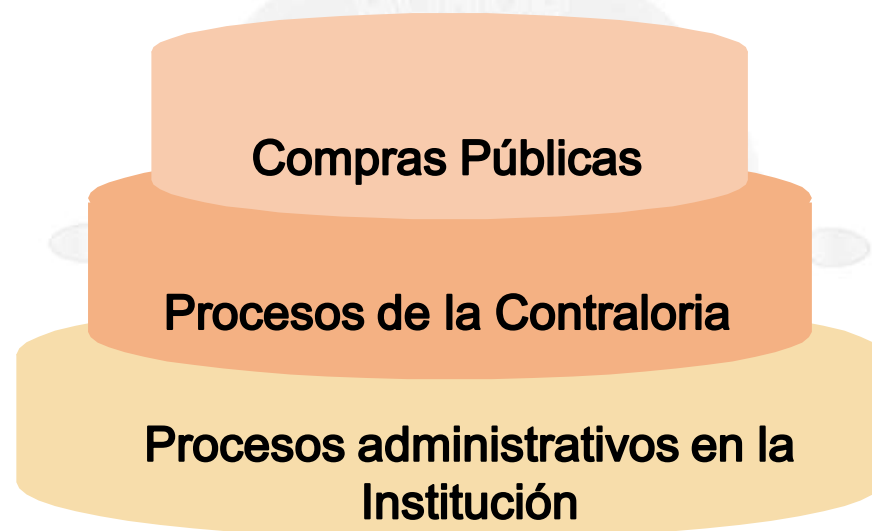 Compras Públicas
Procesos de la Contraloria
Procesos administrativos en la
Institución